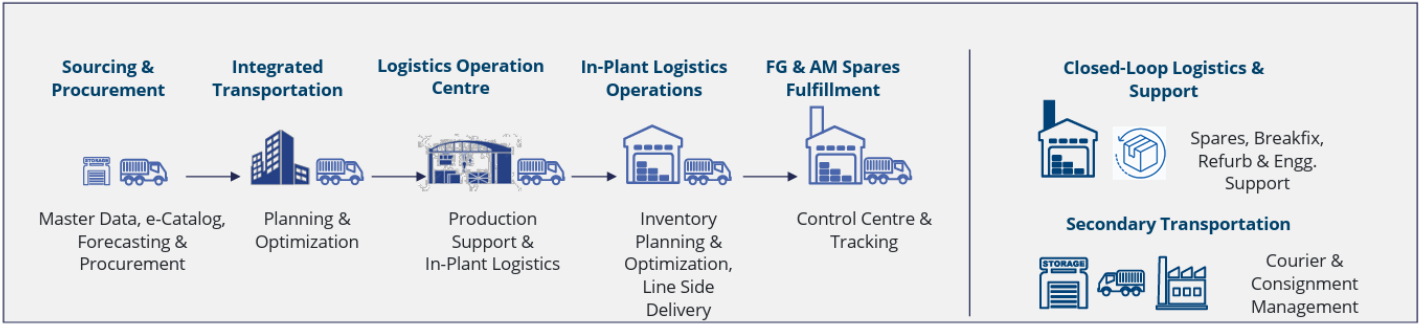 Sourcing &
Procurement
Master Data, e-Catalog,
Forecasting &
Procurement
Integrated
Transportation
Planning &
Optimization
Logistics Operation
Centre
Production
Support &
In-Plant Logistics
In-Plant Logistics
Operations
Inventory
Planning &
Optimization,
Line Side
Delivery
FG & AM Spares
Fulfillment
Control Centre &
Tracking
Closed-Loop Logistics &
Support
Spares, Breakfix,
Refurb & Engg.
Support
Secondary Transportation
STORAGE
Courier &
Consignment
Management